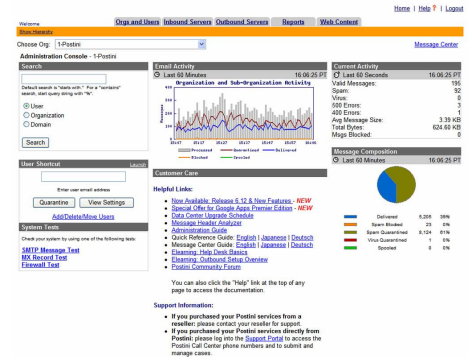 Home | Help ? | Logout
Welcome
Orgs and Users Inbound Servers Outbound Servers Reports Web Content
Show Hierarchy
Choose Org: 1-Postini
Message Center
Administration Console - 1-Postini
Search
Default search is "starts with." For a "contains"
search, start query string with "%".
User
Organization
Domain
Search
User Shortcut Launch
Enter user email address
Quarantine View Settings
Add/Delete/Move Users
System Tests
Check your system by using one of the following tests:
SMTP Message Test
MX Record Test
Firewall Test
Email Activity
Last 60 Minutes 16:06:25 PT
Organization and Sub-Organization Activity
Processed Quarantined Delivered
Blocked Spooled
Customer Care
Helpful Links:
Now Available: Release 6.12 & New Features - NEW
Special Offer for Google Apps Premier Edition - NEW
Data Center Upgrade Schedule
Message Header Analyzer
Administration Guide
Quick Reference Guide: English | Japanese | Deutsch
Message Center Guide: English | Japanese | Deutsch
Elearning: Help Desk Basics
Elearning: Outbound Setup Overview
Postini Community Forum
You can also click the "Help" link at the top of any
page to access the documentation.
Support Information:
If you purchased your Postini services from a
reseller: please contact your reseller for support.
If you purchased your Postini services directly from
Postini: please log into the Support Portal to access the
Postini Call Center phone numbers and to submit and
manage cases.
Current Activity
Last 60 Seconds 16:06:25 PT
Valid Messages: 195
Spam: 92
Virus: 0
500 Errors: 3
400 Errors: 1
Avg Message Size: 3.39 KB
Total Bytes: 624.60 KB
Msgs Blocked: 0
Message Composition
Last 60 Minutes 16:06:25 PT
Delivered 5,205 39%
Spam Blocked 23 0%
Spam Quarantined 8,124 61%
Virus Quarantined 1 0%
Spooled 0 0%